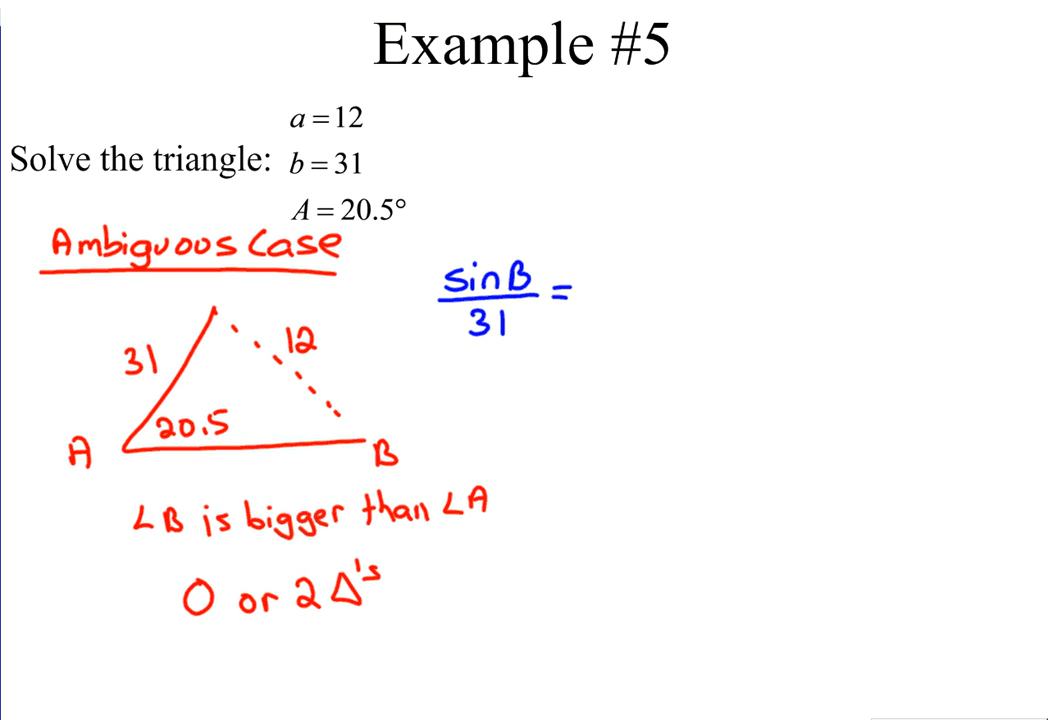 Example #5
a = 12
Solve the triangle: b = 31
A = 20.5°
Ambiguous Case
sin B
=
31
12
31
20.5
A
B
∠B is bigger than ∠A
0 or 2 Δ's